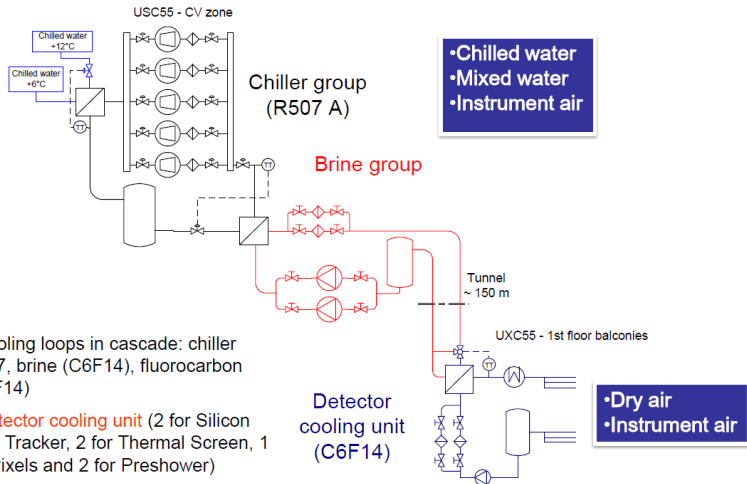 USC55 - CV zone
Chilled water
+12°C
Chilled water
+6°C
TT
Chiller group
(R507 A)
•Chilled water
•Mixed water
•Instrument air
TT
Brine group
Tunnel
~ 150 m
UXC55 - 1st floor balconies
TT
oling loops in cascade: chiller
7, brine (C6F14), fluorocarbon
F14)
tector cooling unit (2 for Silicon
Tracker, 2 for Thermal Screen, 1
ixels and 2 for Preshower)
Detector
cooling unit
(C6F14)
•Dry air
•Instrument air